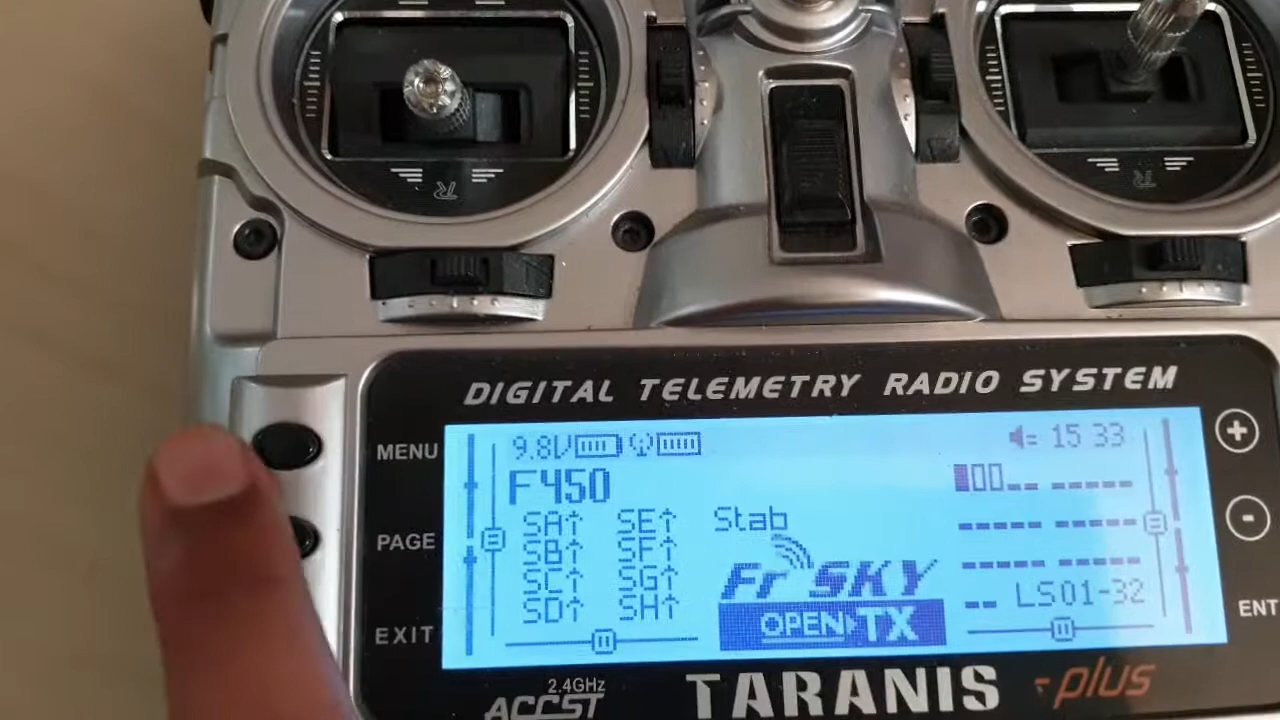 DIGITAL TELEMETRY RADIO SYSTEM
MENU
PAGE
EXIT
9.8V
15 33
F450
SA↑ SE↑
SB↑ SF↑
SC↑ SG↑
SD↑ SH↑
Stab
FrSKY
OPEN TX
LS01-32
+
-
ENT
2.4GHz
ACCST
TARANIS
plus